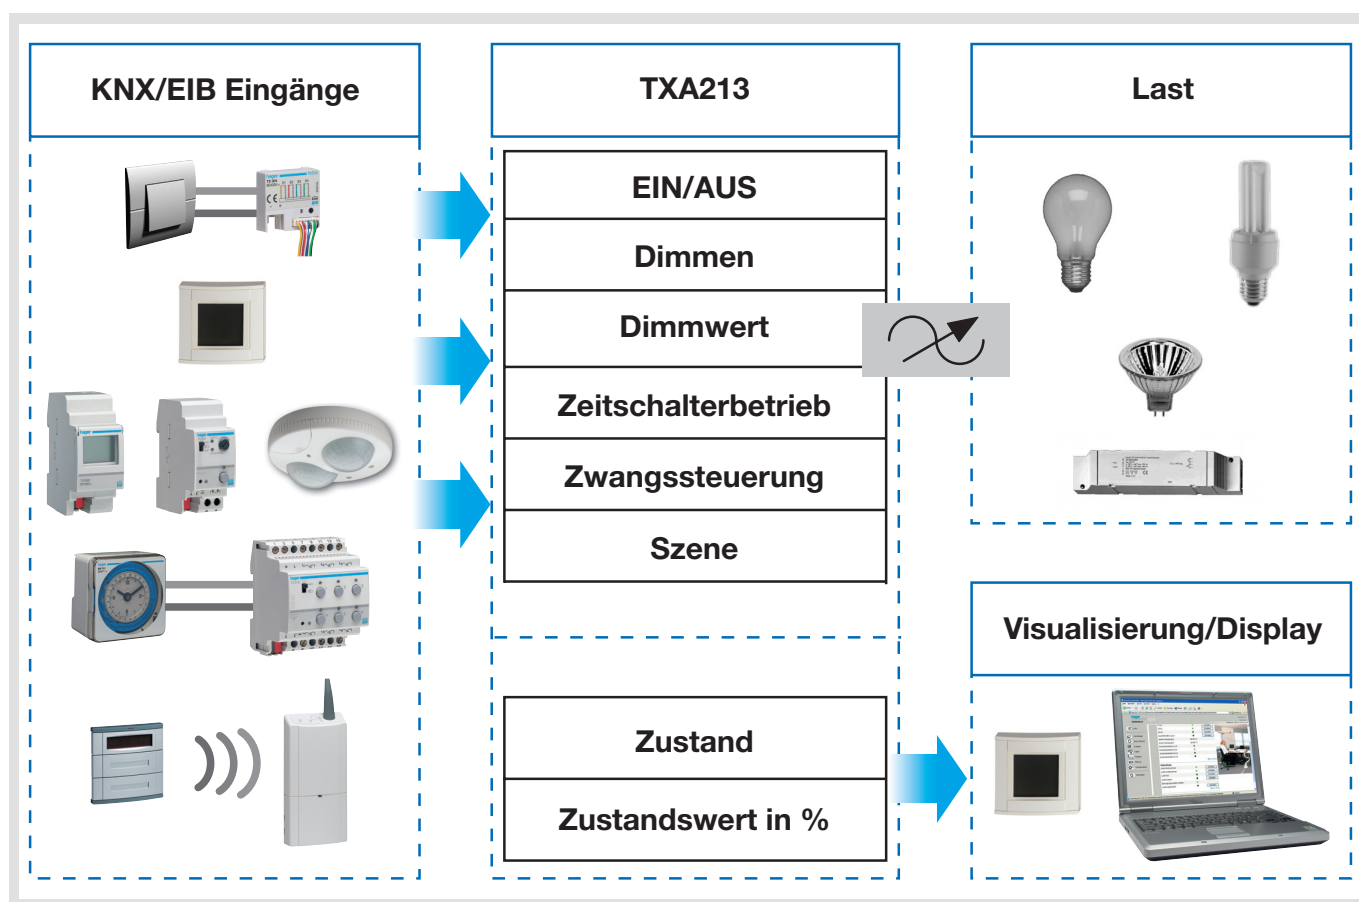 KNX/EIB Eingänge
TXA213
Last
EIN/AUS
Dimmen
Dimmwert
Zeitschalterbetrieb
Zwangssteuerung
Szene
Visualisierung/Display
Zustand
Zustandswert in %